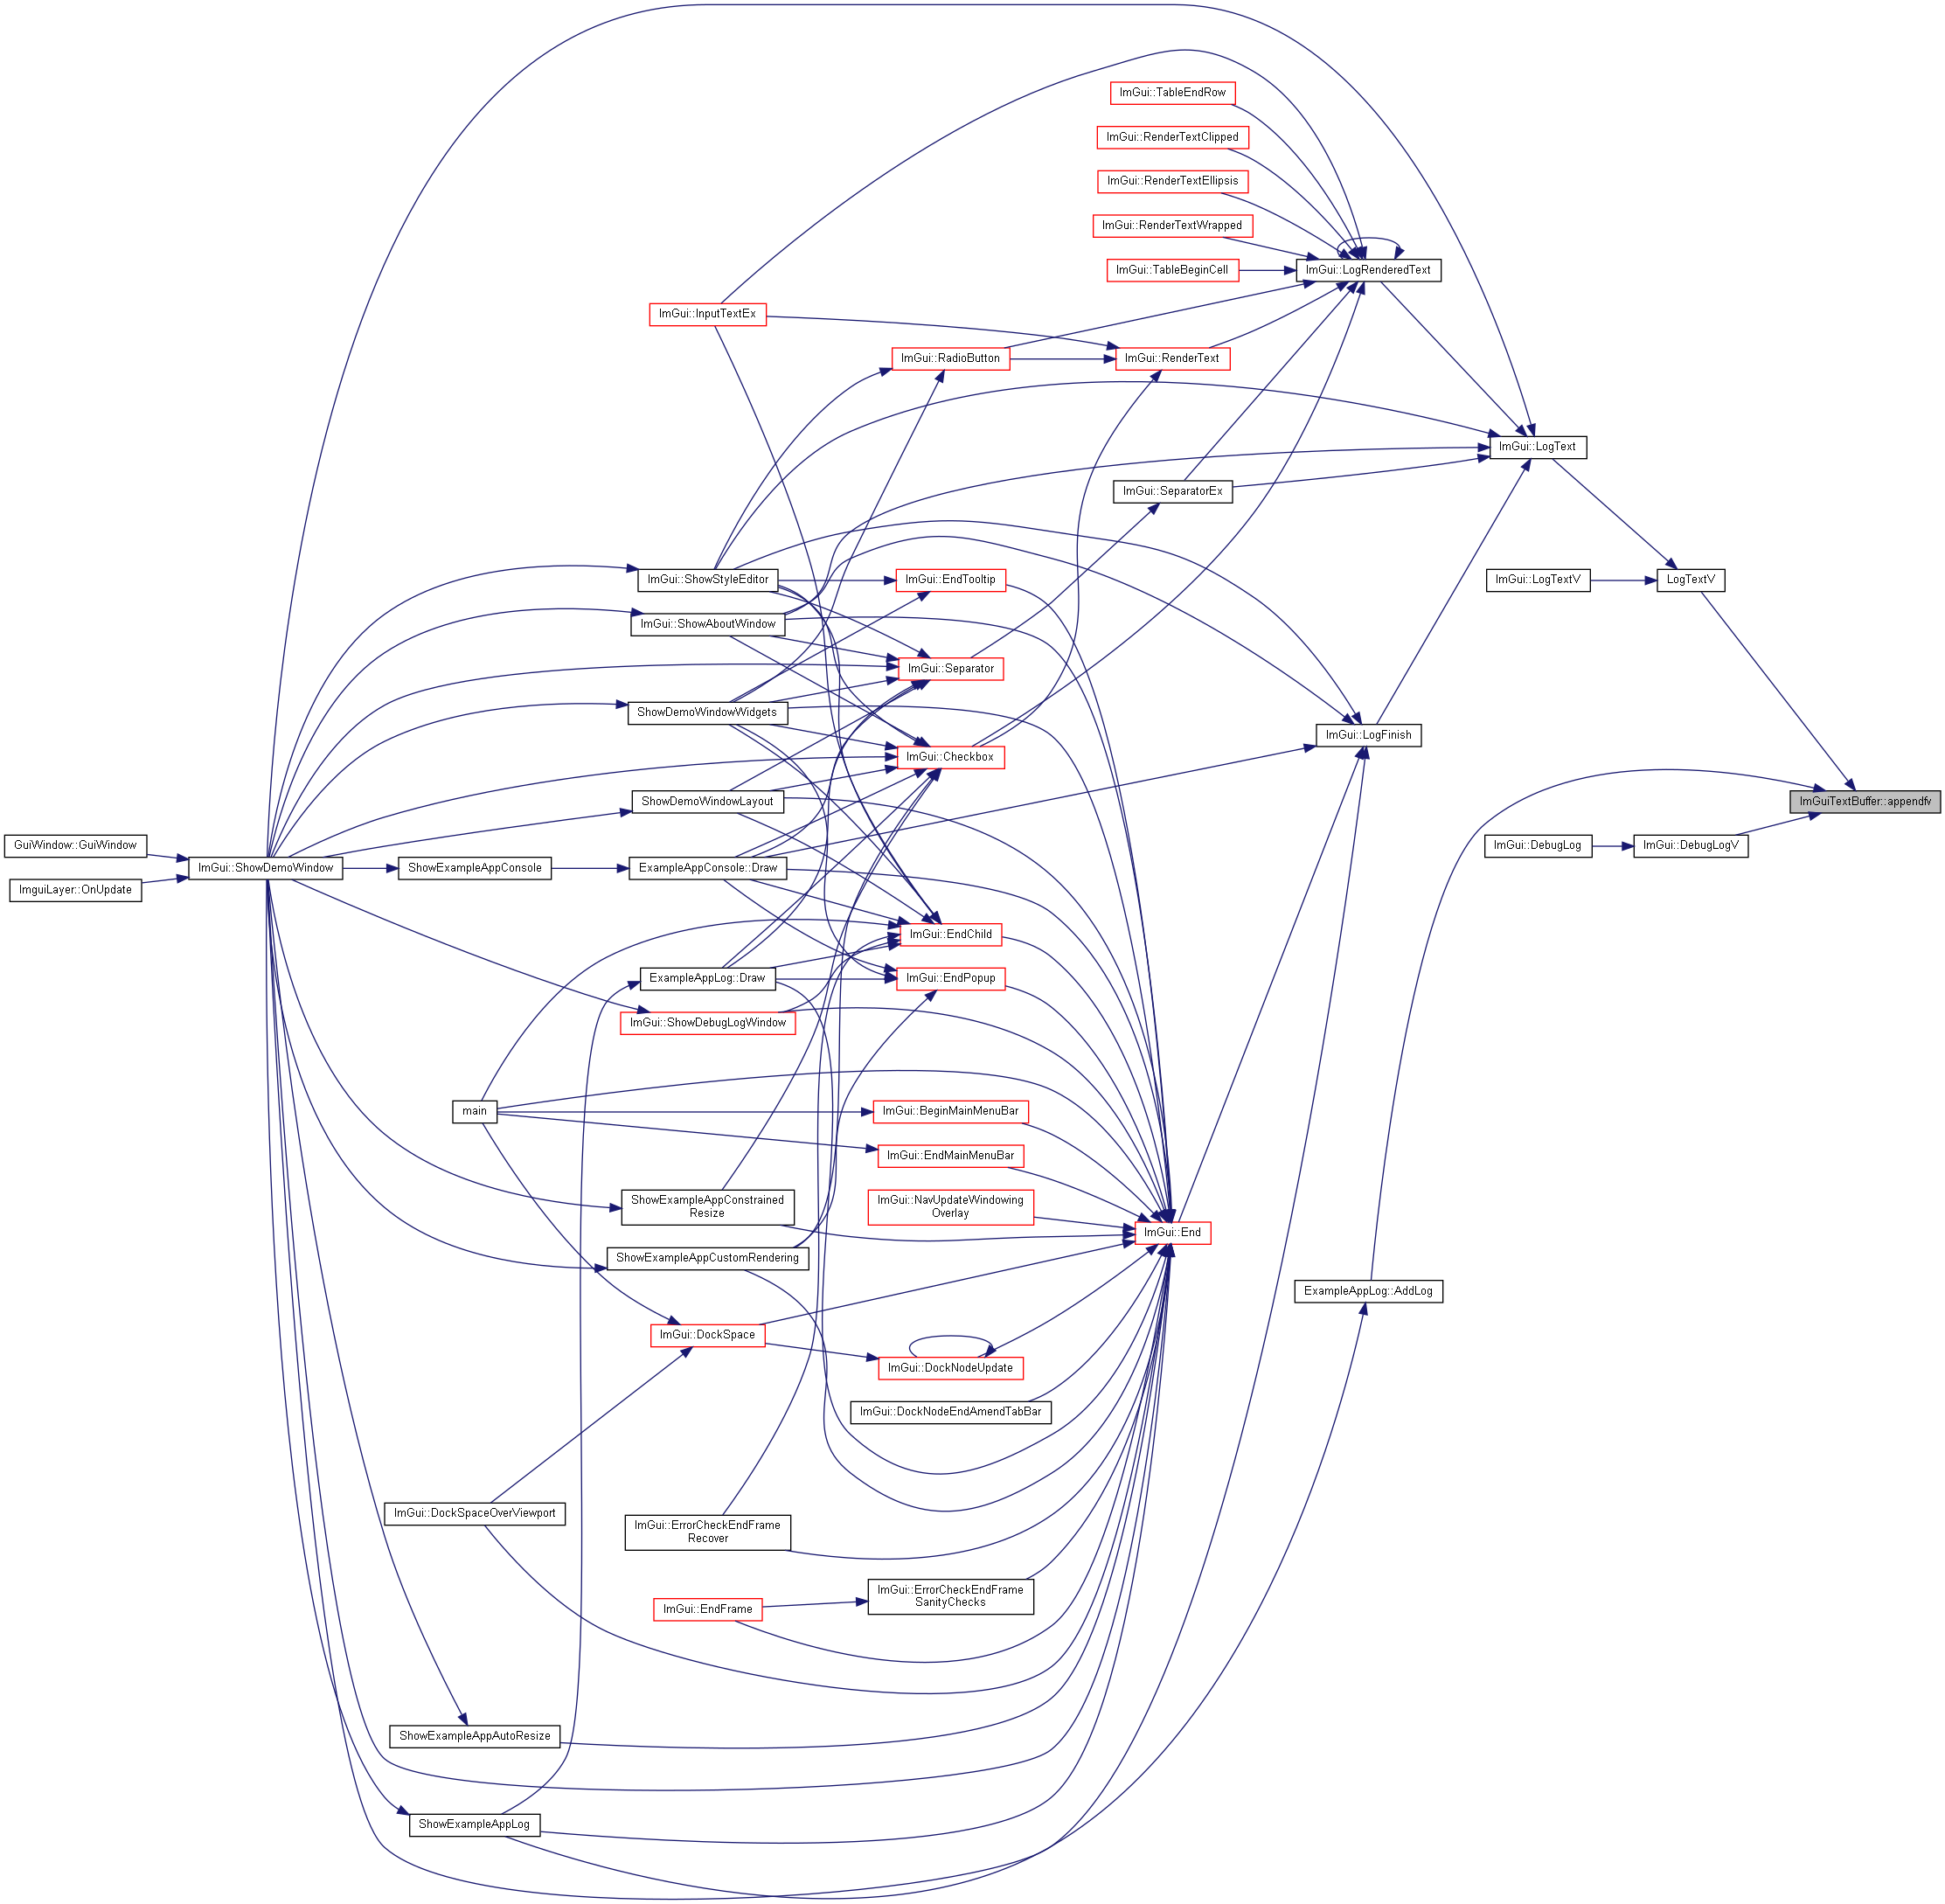 ImGui::TableEndRow
ImGui::RenderTextClipped
ImGui::RenderTextEllipsis
ImGui::RenderTextWrapped
ImGui::TableBeginCell
ImGui::LogRenderedText
ImGui::InputTextEx
ImGui::RadioButton
ImGui::RenderText
ImGui::LogText
ImGui::SeparatorEx
ImGui::ShowStyleEditor
ImGui::EndTooltip
ImGui::LogTextV
LogTextV
ImGui::ShowAboutWindow
ImGui::Separator
ShowDemoWindowWidgets
ImGui::LogFinish
ImGui::Checkbox
ShowDemoWindowLayout
ImGuiTextBuffer::appendfv
GuiWindow::GuiWindow
ImGui::DebugLog
ImGui::DebugLogV
ImGui::ShowDemoWindow
ShowExampleAppConsole
ExampleAppConsole::Draw
ImguiLayer::OnUpdate
ImGui::EndChild
ExampleAppLog::Draw
ImGui::EndPopup
ImGui::ShowDebugLogWindow
main
ImGui::BeginMainMenuBar
ImGui::EndMainMenuBar
ShowExampleAppConstrained
Resize
ImGui::NavUpdateWindowing
Overlay
ImGui::End
ShowExampleAppCustomRendering
ExampleAppLog::AddLog
ImGui::DockSpace
ImGui::DockNodeUpdate
ImGui::DockNodeEndAmendTabBar
ImGui::DockSpaceOverViewport
ImGui::ErrorCheckEndFrame
Recover
ImGui::ErrorCheckEndFrame
SanityChecks
ImGui::EndFrame
ShowExampleAppAutoResize
ShowExampleAppLog